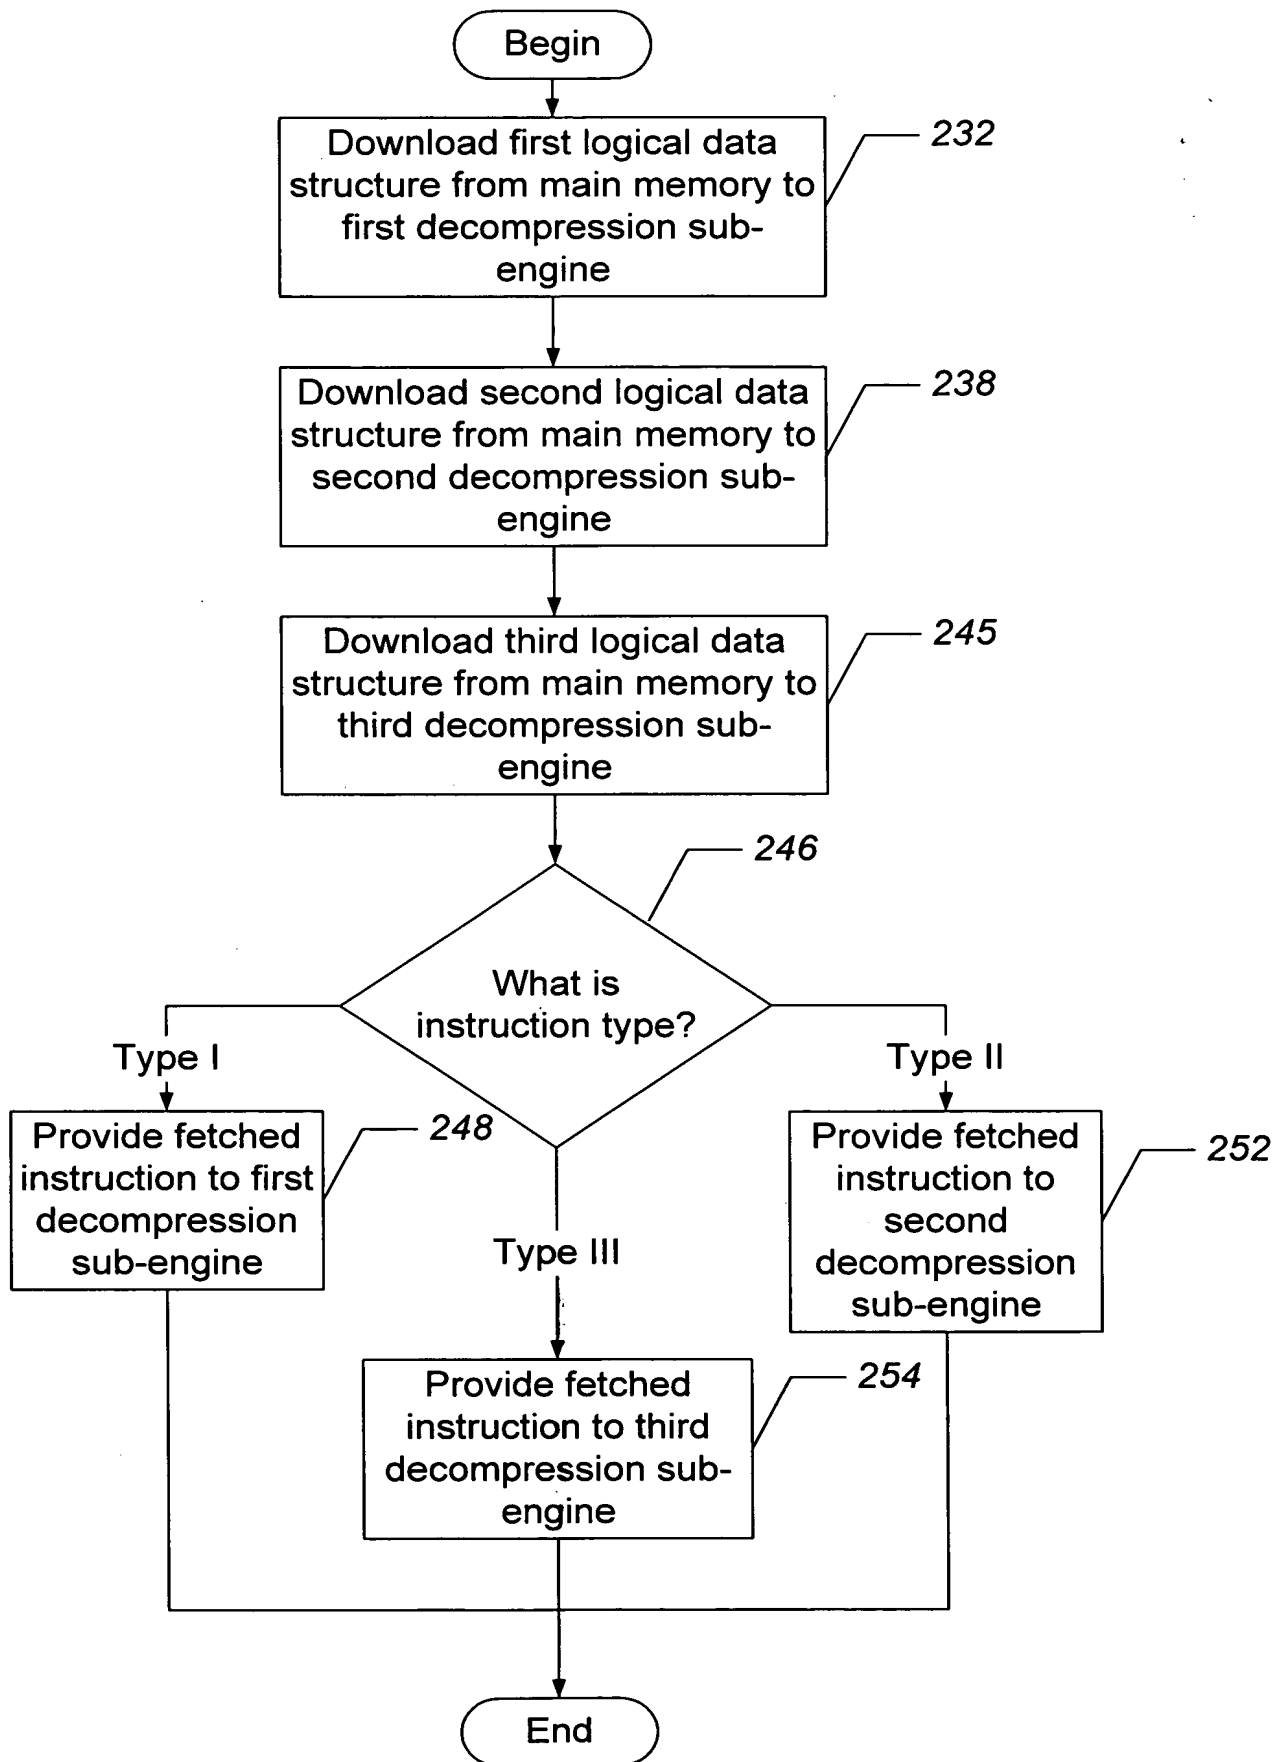 Begin
Download first logical data
structure from main memory to
first decompression sub-
engine
232
Download second logical data
structure from main memory to
second decompression sub-
engine
238
Download third logical data
structure from main memory to
third decompression sub-
engine
245
246
What is
instruction type?
Type I
Type II
Provide fetched
instruction to first
decompression
sub-engine
248
Provide fetched
instruction to
second
decompression
sub-engine
252
Type III
Provide fetched
instruction to third
decompression sub-
engine
254
End